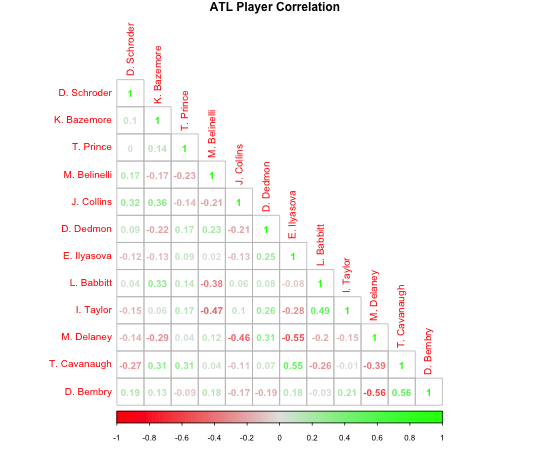 ATL Player Correlation
D. Schroder
K. Bazemore
T. Prince
M. Belinelli
J. Collins
D. Dedmon
E. Ilyasova
L. Babbitt
I. Taylor
M. Delaney
T. Cavanaugh
D. Bembry
D. Schroder 1
K. Bazemore 0.1 1
T. Prince 0 0.14 1
M. Belinelli 0.17 -0.17 -0.23 1
J. Collins 0.32 0.36 -0.14 -0.21 1
D. Dedmon 0.09 -0.22 0.17 0.23 -0.21 1
E. Ilyasova -0.12 -0.13 0.09 0.02 -0.13 0.25 1
L. Babbitt 0.04 0.33 0.14 -0.38 0.06 0.08 -0.08 1
I. Taylor -0.15 0.06 0.17 -0.47 0.1 0.26 -0.28 0.49 1
M. Delaney -0.14 -0.29 0.04 0.12 -0.46 0.31 -0.55 -0.2 -0.15 1
T. Cavanaugh -0.27 0.31 0.31 0.04 -0.11 0.07 0.55 -0.26 -0.01 -0.39 1
D. Bembry 0.19 0.13 -0.09 0.18 -0.17 -0.19 0.18 -0.03 0.21 -0.56 0.56 1
-1 -0.8 -0.6 -0.4 -0.2 0 0.2 0.4 0.6 0.8 1